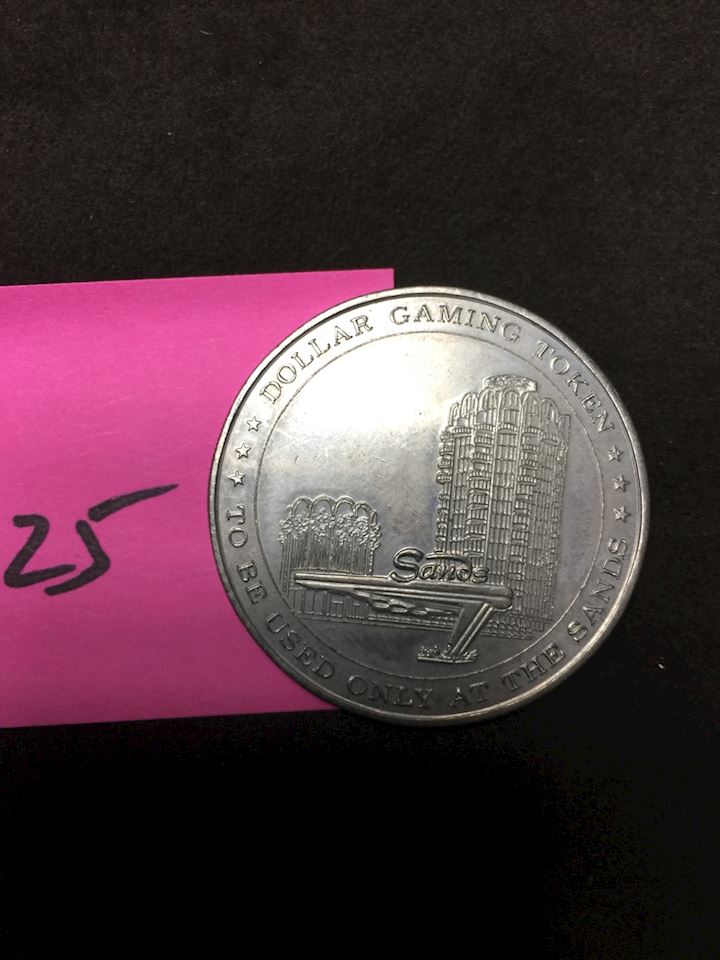 25
★ ★ ★ DOLLAR GAMING TOKEN ★ ★ ★
TO BE USED ONLY AT THE SANDS
Sands